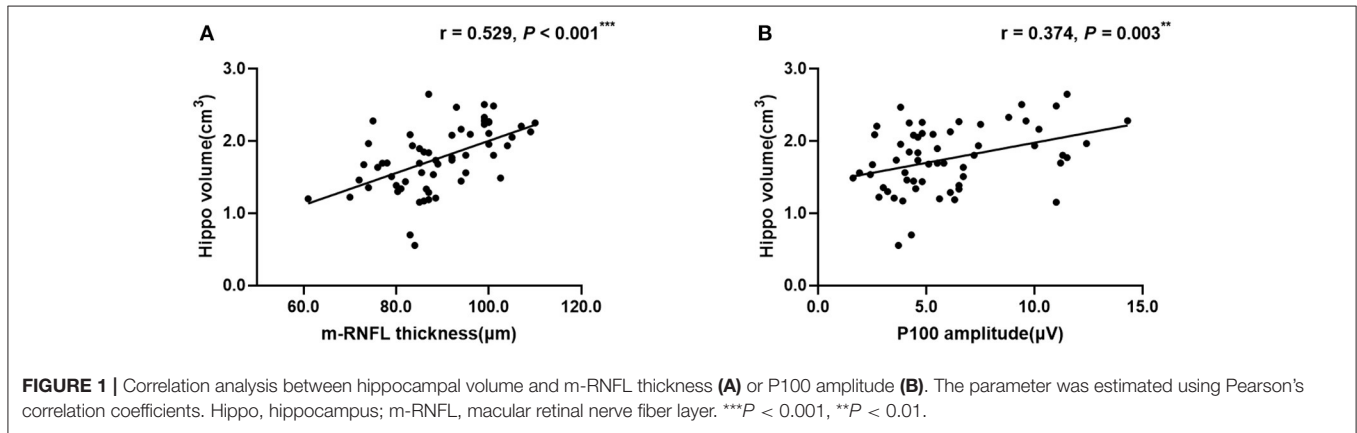 A
r = 0.529, P < 0.001***
Hippo volume(cm³)
3.0
2.0
1.0
0.0
60.0 80.0 100.0 120.0
m-RNFL thickness(µm)
B
r = 0.374, P = 0.003**
Hippo volume(cm³)
3.0
2.0
1.0
0.0
0.0 5.0 10.0 15.0
P100 amplitude(µV)
FIGURE 1 | Correlation analysis between hippocampal volume and m-RNFL thickness (A) or P100 amplitude (B). The parameter was estimated using Pearson's
correlation coefficients. Hippo, hippocampus; m-RNFL, macular retinal nerve fiber layer. ***P < 0.001, **P < 0.01.